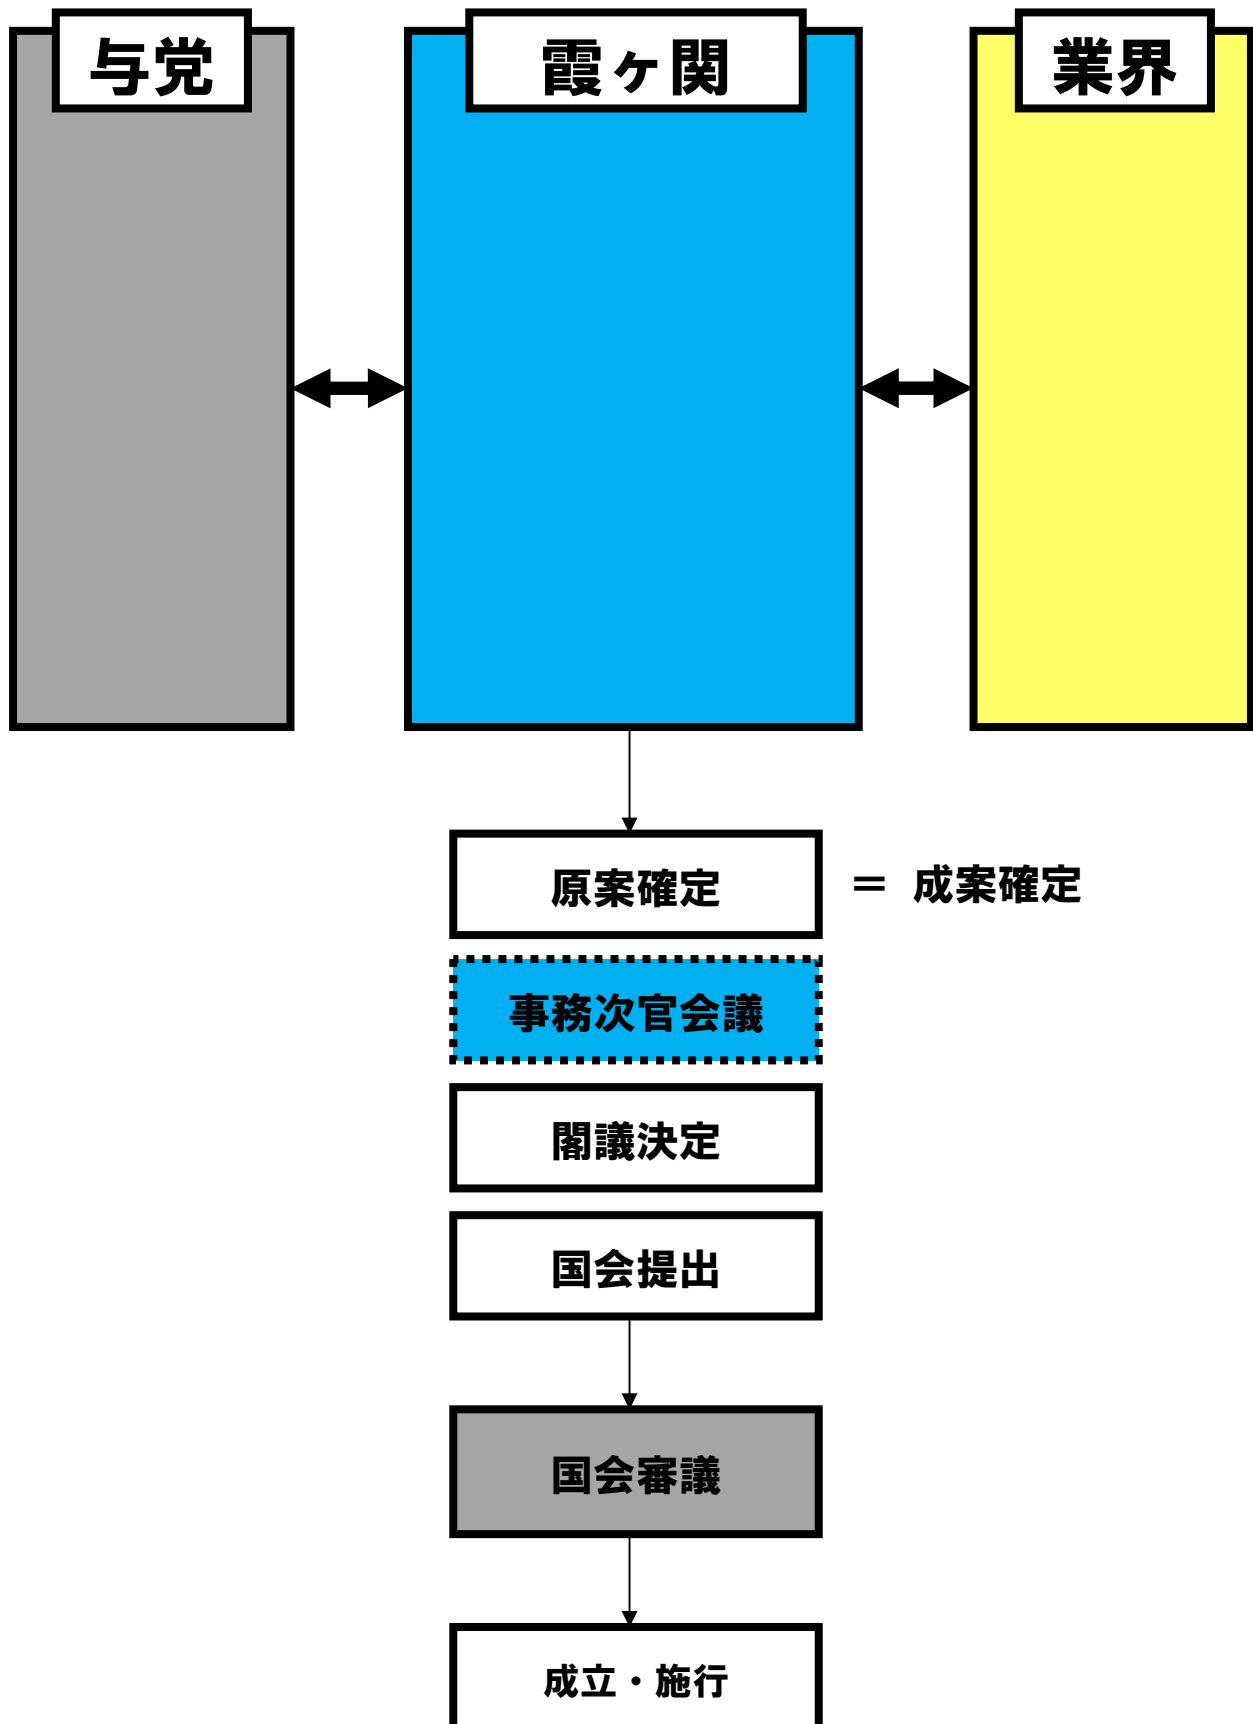 与党
霞ヶ関
業界
原案確定
＝ 成案確定
事務次官会議
閣議決定
国会提出
国会審議
成立・施行